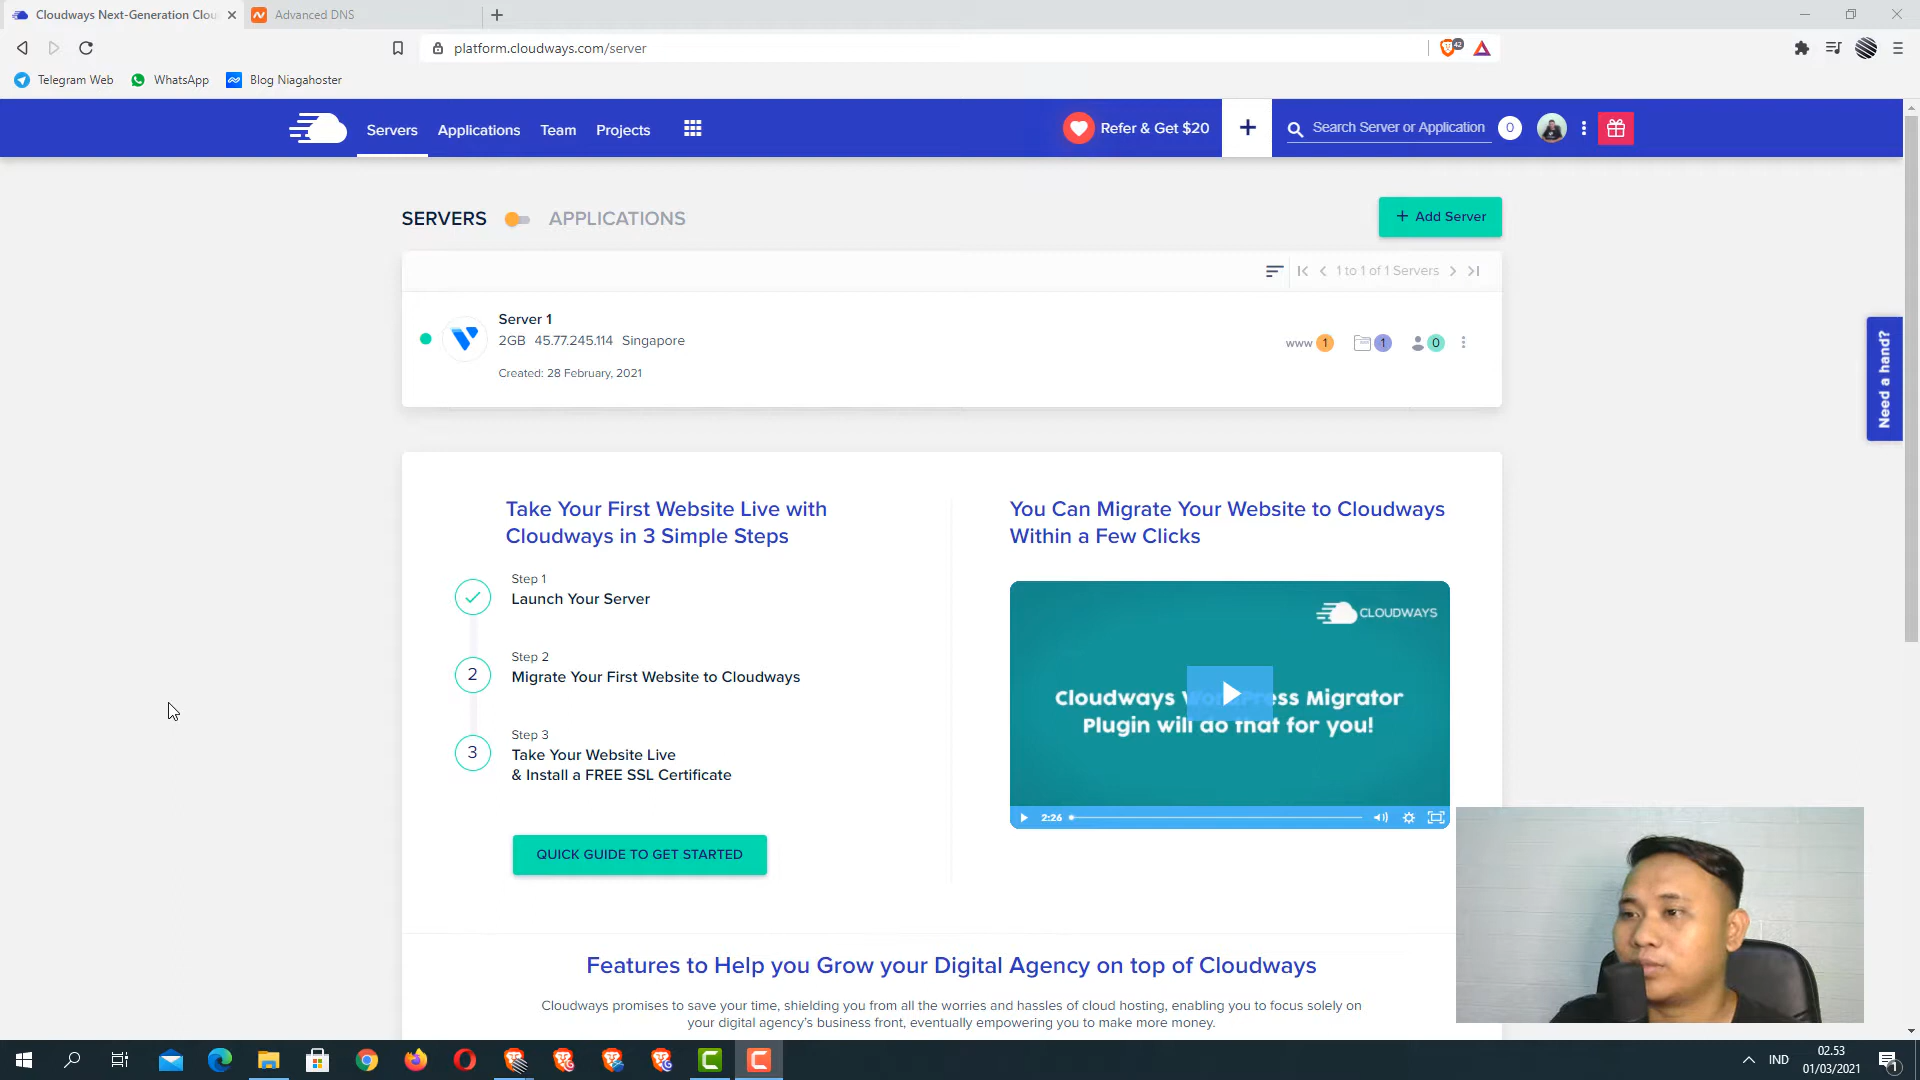 Cloudways Next-Generation Clou
Advanced DNS
platform.cloudways.com/server
42
Telegram Web
WhatsApp
Blog Niagahoster
Servers
Applications
Team
Projects
Refer & Get $20
Search Server or Application
0
SERVERS
APPLICATIONS
Add Server
1 to 1 of 1 Servers
Server 1
2GB 45.77.245.114 Singapore
Created: 28 February, 2021
www 1
1
0
Need a hand?
Take Your First Website Live with
Cloudways in 3 Simple Steps
Step 1
Launch Your Server
2
Step 2
Migrate Your First Website to Cloudways
3
Step 3
Take Your Website Live
& Install a FREE SSL Certificate
QUICK GUIDE TO GET STARTED
You Can Migrate Your Website to Cloudways
Within a Few Clicks
CLOUDWAYS
Cloudways WordPress Migrator
Plugin will do that for you!
2:26
Features to Help you Grow your Digital Agency on top of Cloudways
Cloudways promises to save your time, shielding you from all the worries and hassles of cloud hosting, enabling you to focus solely on
your digital agency's business front, eventually empowering you to make more money.
IND
02.53
01/03/2021
1